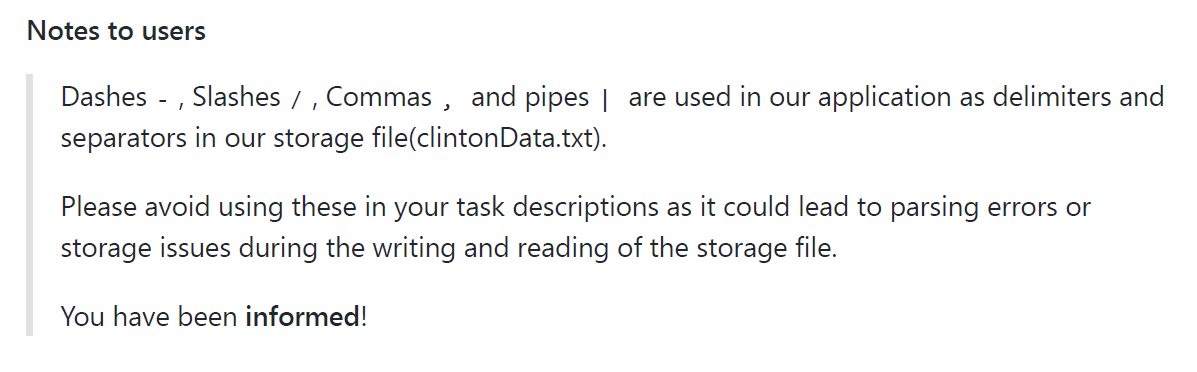 Notes to users
Dashes - , Slashes / , Commas , and pipes | are used in our application as delimiters and
separators in our storage file(clintonData.txt).
Please avoid using these in your task descriptions as it could lead to parsing errors or
storage issues during the writing and reading of the storage file.
You have been informed!